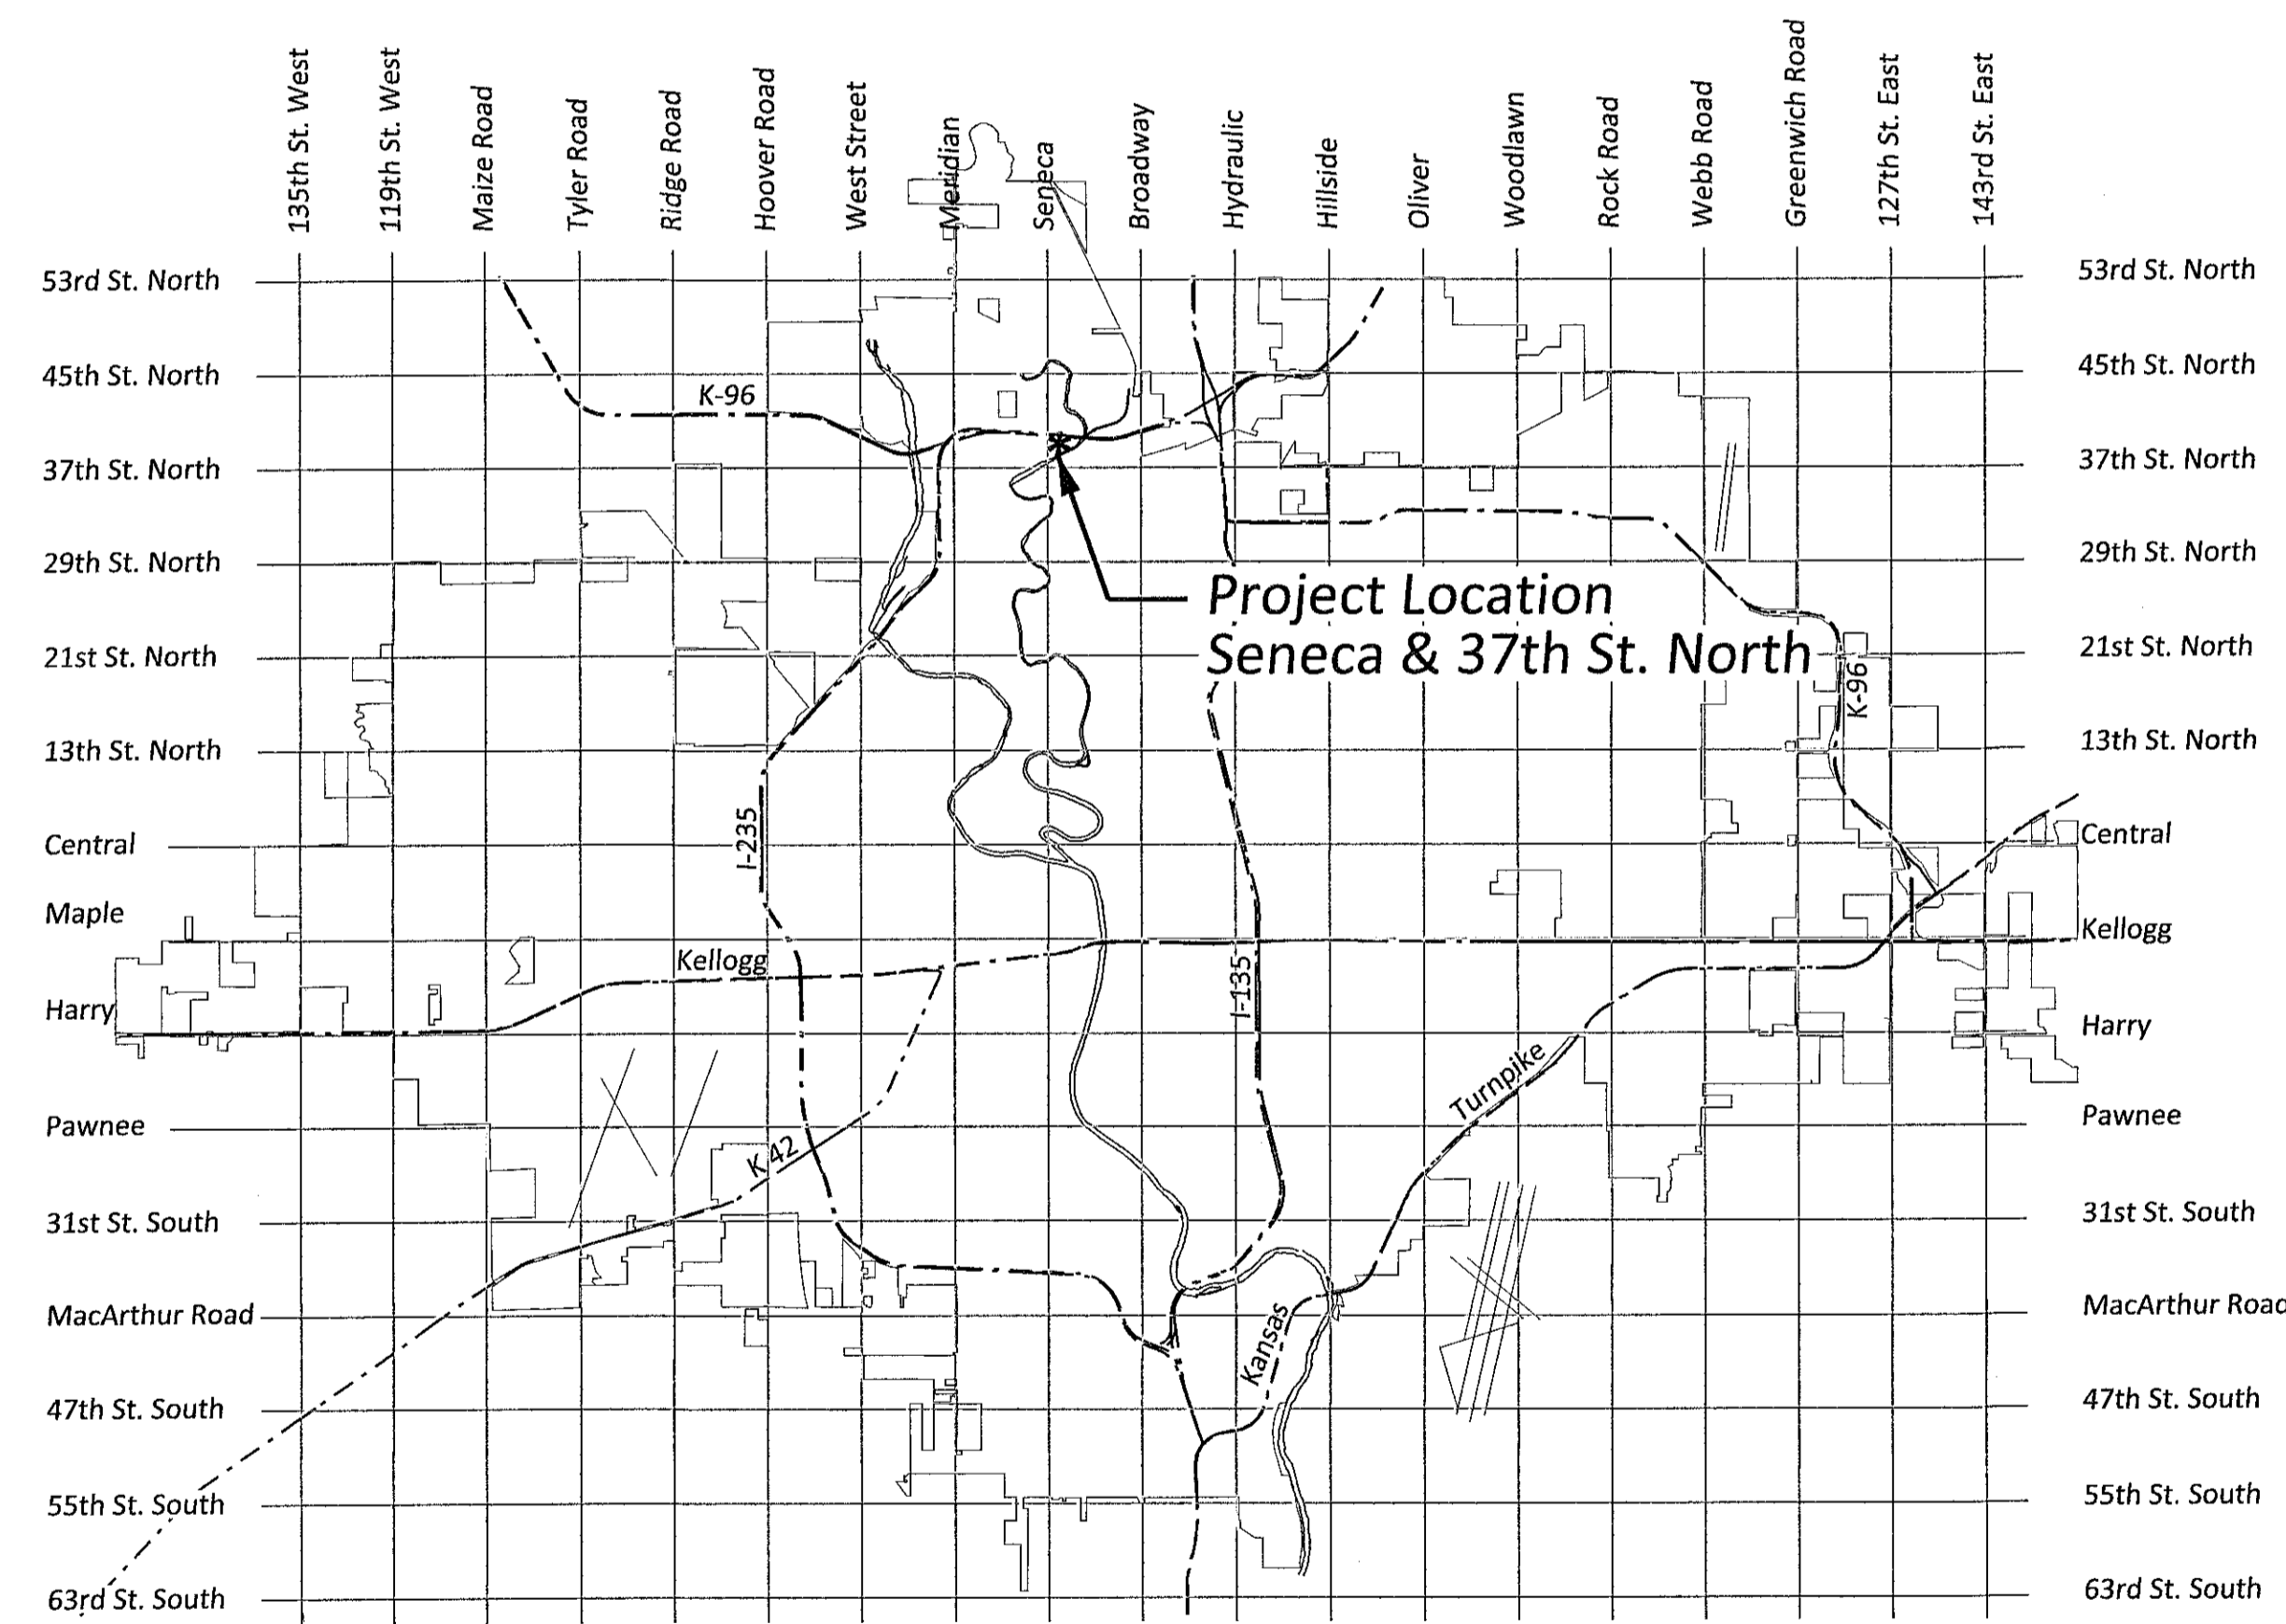 135th St. West
119th St. West
Maize Road
Tyler Road
Ridge Road
Hoover Road
West Street
Meridian
Seneca
Broadway
Hydraulic
Hillside
Oliver
Woodlawn
Rock Road
Webb Road
Greenwich Road
127th St. East
143rd St. East
53rd St. North
53rd St. North
45th St. North
45th St. North
K-96
37th St. North
37th St. North
29th St. North
29th St. North
Project Location
Seneca & 37th St. North
21st St. North
21st St. North
K-96
13th St. North
13th St. North
I-235
Central
Central
Maple
Kellogg
Kellogg
I-135
Harry
Harry
Turnpike
Pawnee
Pawnee
K 42
31st St. South
31st St. South
MacArthur Road
MacArthur Road
Kansas
47th St. South
47th St. South
55th St. South
55th St. South
63rd St. South
63rd St. South